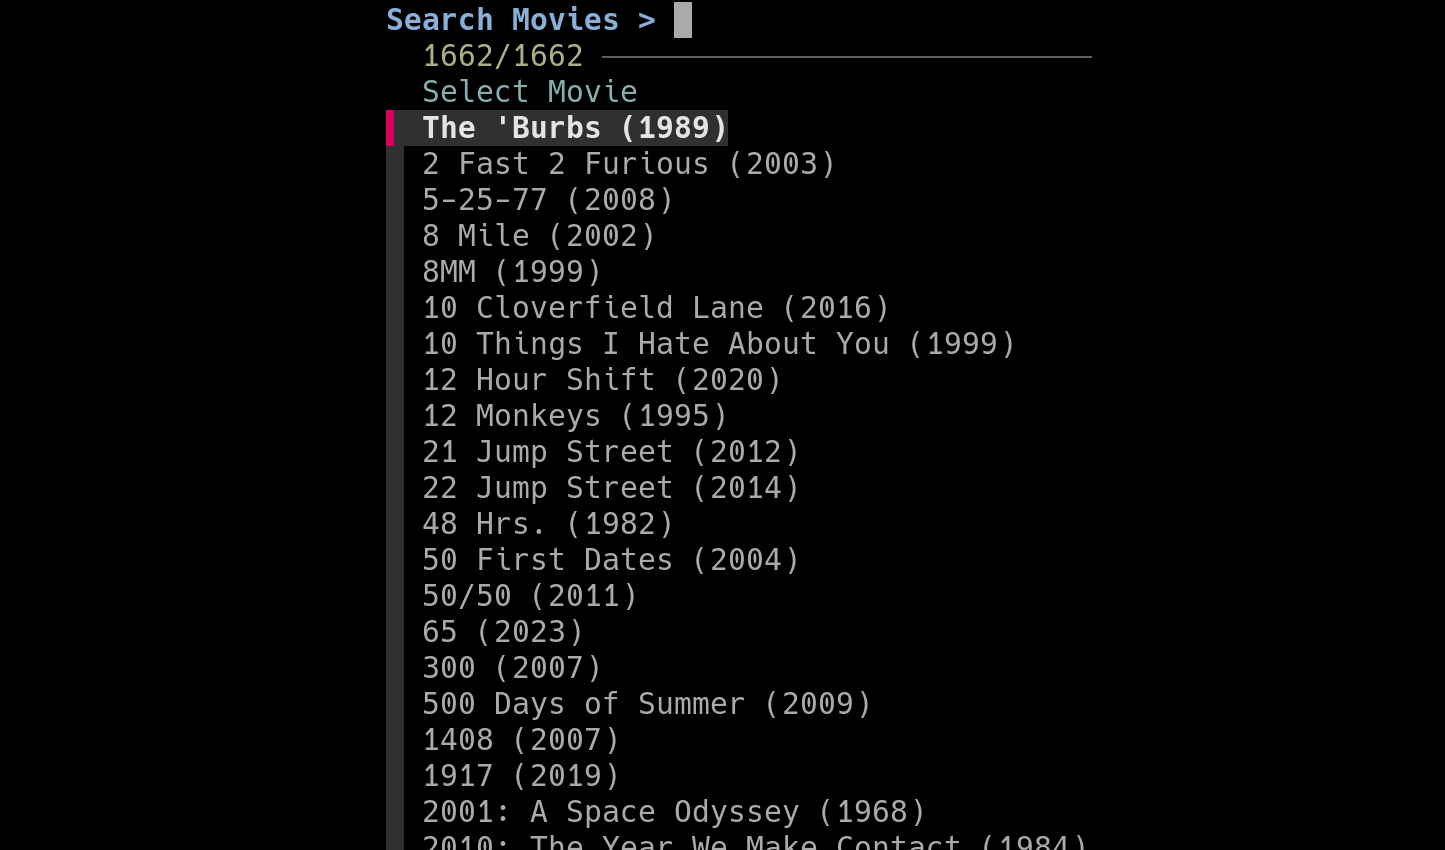 Search Movies >
1662/1662
Select Movie
The 'Burbs (1989)
2 Fast 2 Furious (2003)
5-25-77 (2008)
8 Mile (2002)
8MM (1999)
10 Cloverfield Lane (2016)
10 Things I Hate About You (1999)
12 Hour Shift (2020)
12 Monkeys (1995)
21 Jump Street (2012)
22 Jump Street (2014)
48 Hrs. (1982)
50 First Dates (2004)
50/50 (2011)
65 (2023)
300 (2007)
500 Days of Summer (2009)
1408 (2007)
1917 (2019)
2001: A Space Odyssey (1968)
2010: The Year We Make Contact (1984)